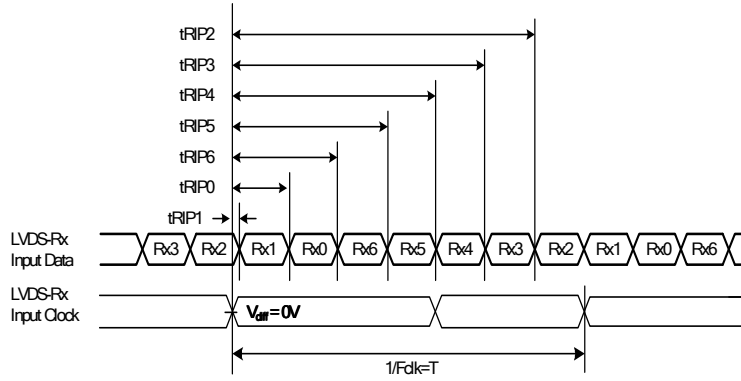 tRIP2
tRIP3
tRIP4
tRIP5
tRIP6
tRIP0
tRIP1
LVDS-Rx
Input Data
Rx3 Rx2 Rx1 Rx0 Rx6 Rx5 Rx4 Rx3 Rx2 Rx1 Rx0 Rx6
LVDS-Rx
Input Clock
Vdiff = 0V
1/Fclk=T